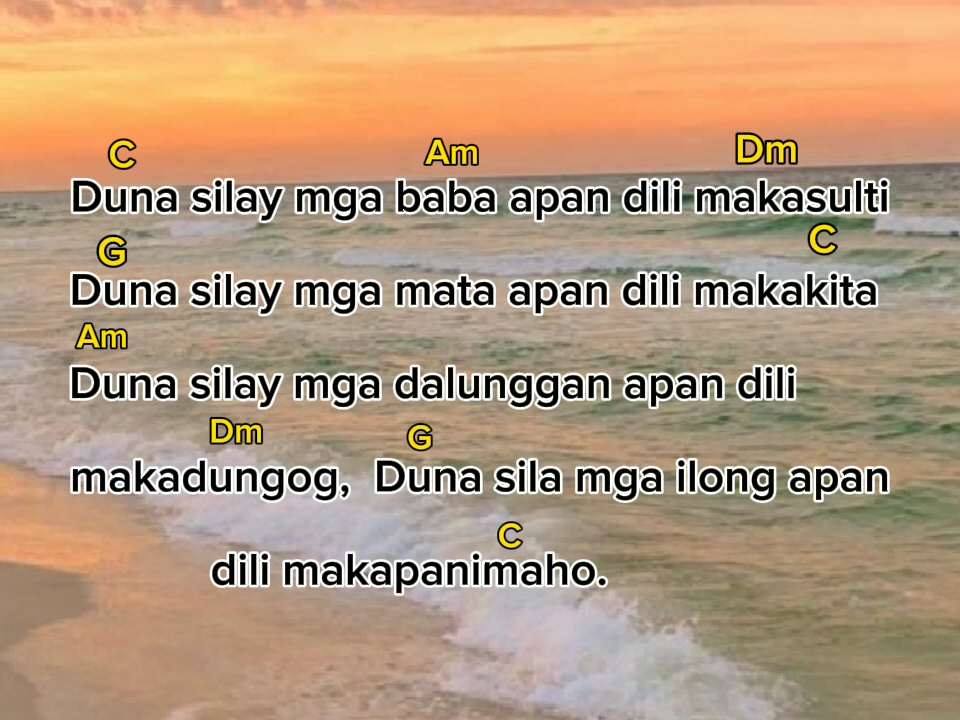 C Am Dm
Duna silay mga baba apan dili makasulti
G C
Duna silay mga mata apan dili makakita
Am
Duna silay mga dalunggan apan dili
Dm G
makadungog, Duna sila mga ilong apan
C
dili makapanimaho.